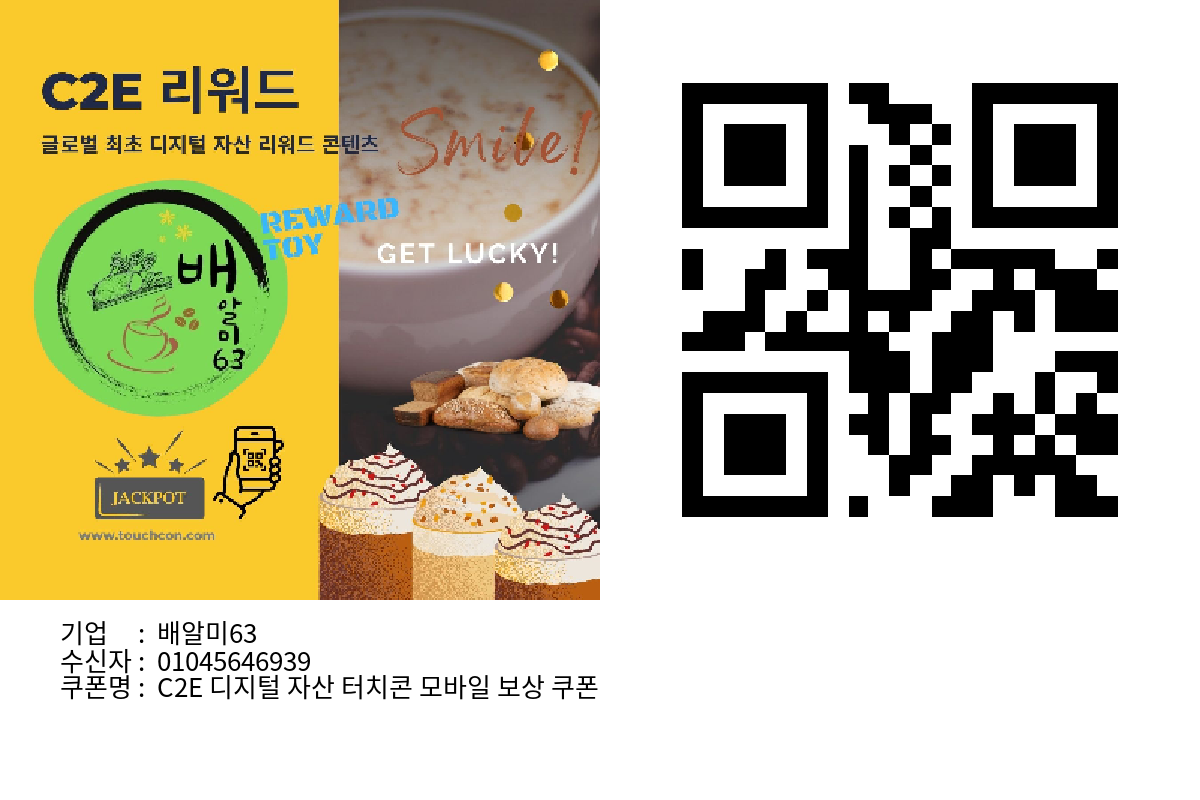 C2E 리워드
글로벌 최초 디지털 자산 리워드 콘텐츠
Smile!
REWARD
TOY
GET LUCKY!
배
알
미
63
JACKPOT
www.touchcon.com
기업 : 배알미63
수신자 : 01045646939
쿠폰명 : C2E 디지털 자산 터치콘 모바일 보상 쿠폰